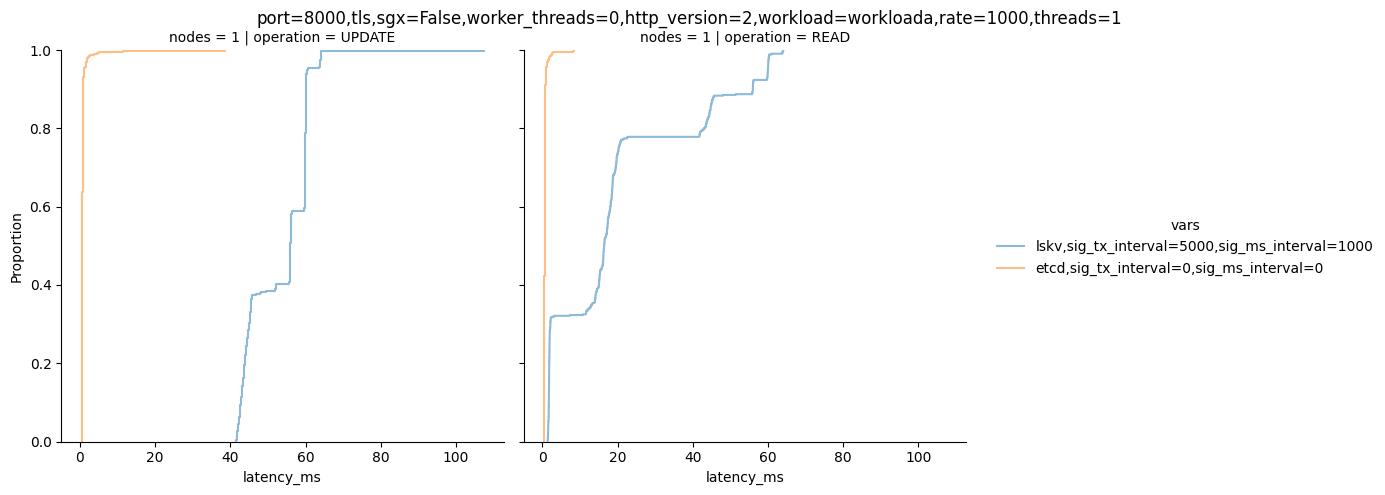 port=8000,tls,sgx=False,worker_threads=0,http_version=2,workload=workloada,rate=1000,threads=1
nodes = 1 | operation = UPDATE
nodes = 1 | operation = READ
1.0
0.8
0.6
0.4
0.2
0.0
Proportion
0 20 40 60 80 100
latency_ms
0 20 40 60 80 100
latency_ms
vars
lskv,sig_tx_interval=5000,sig_ms_interval=1000
etcd,sig_tx_interval=0,sig_ms_interval=0